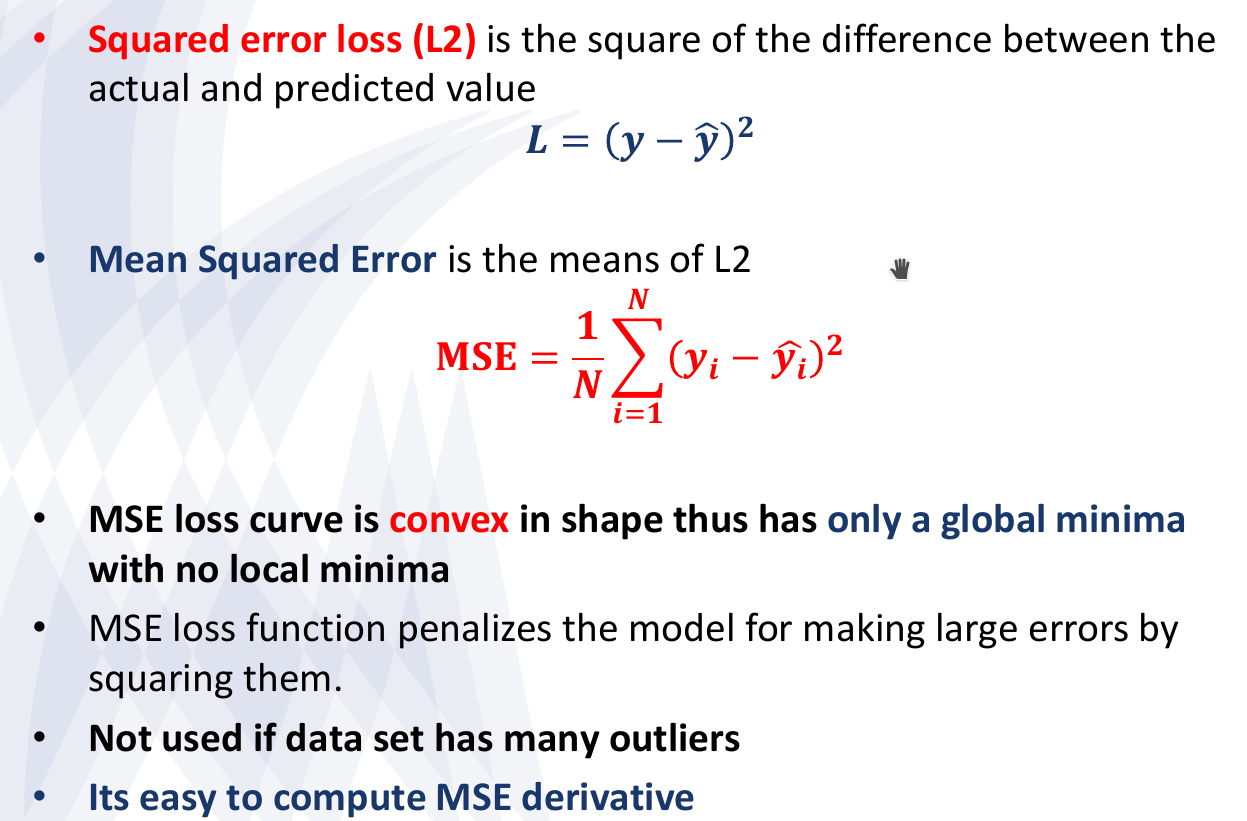 • Squared error loss (L2) is the square of the difference between the
actual and predicted value
L = (y − ŷ)²
• Mean Squared Error is the means of L2
MSE = \frac{1}{N} \sum_{i=1}^{N} (y_i − \hat{y_i})²
• MSE loss curve is convex in shape thus has only a global minima
with no local minima
• MSE loss function penalizes the model for making large errors by
squaring them.
• Not used if data set has many outliers
• Its easy to compute MSE derivative